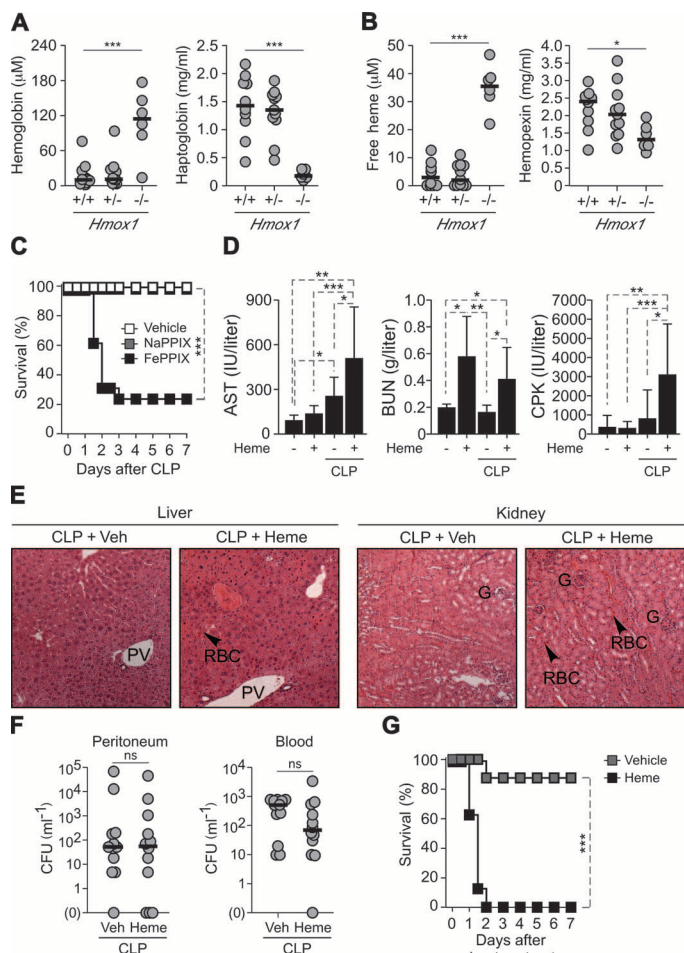 A
Hemoglobin (μM)
240
180
120
60
0
***
+/+ +/- -/-
Hmox1
Haptoglobin (mg/ml)
2.5
2.0
1.5
1.0
0.5
0
***
+/+ +/- -/-
Hmox1
B
Free heme (μM)
50
40
30
20
10
0
***
+/+ +/- -/-
Hmox1
Hemopexin (mg/ml)
4.0
3.5
3.0
2.5
2.0
1.5
1.0
0.5
0
*
+/+ +/- -/-
Hmox1
C
Survival (%)
100
80
60
40
20
0
Vehicle
NaPPIX
FePPIX
***
0 1 2 3 4 5 6 7
Days after CLP
D
AST (IU/liter)
900
600
300
0
**
***
*
*
Heme: - + - +
CLP
BUN (g/liter)
1.0
0.8
0.6
0.4
0.2
0
*
* **
*
- + - +
CLP
CPK (IU/liter)
7000
6000
5000
4000
3000
2000
1000
0
**
***
*
Heme: - + - +
CLP
E
Liver
Kidney
CLP + Veh
CLP + Heme
CLP + Veh
CLP + Heme
PV
RBC
PV
G
G
G
RBC
RBC
F
Peritoneum
ns
CFU (ml-1)
105
104
103
102
10
1
(0)
Veh Heme
CLP
Blood
ns
CFU (ml-1)
105
104
103
102
10
1
(0)
Veh Heme
CLP
G
Vehicle
Heme
Survival (%)
100
80
60
40
20
0
***
0 1 2 3 4 5 6 7
Days after